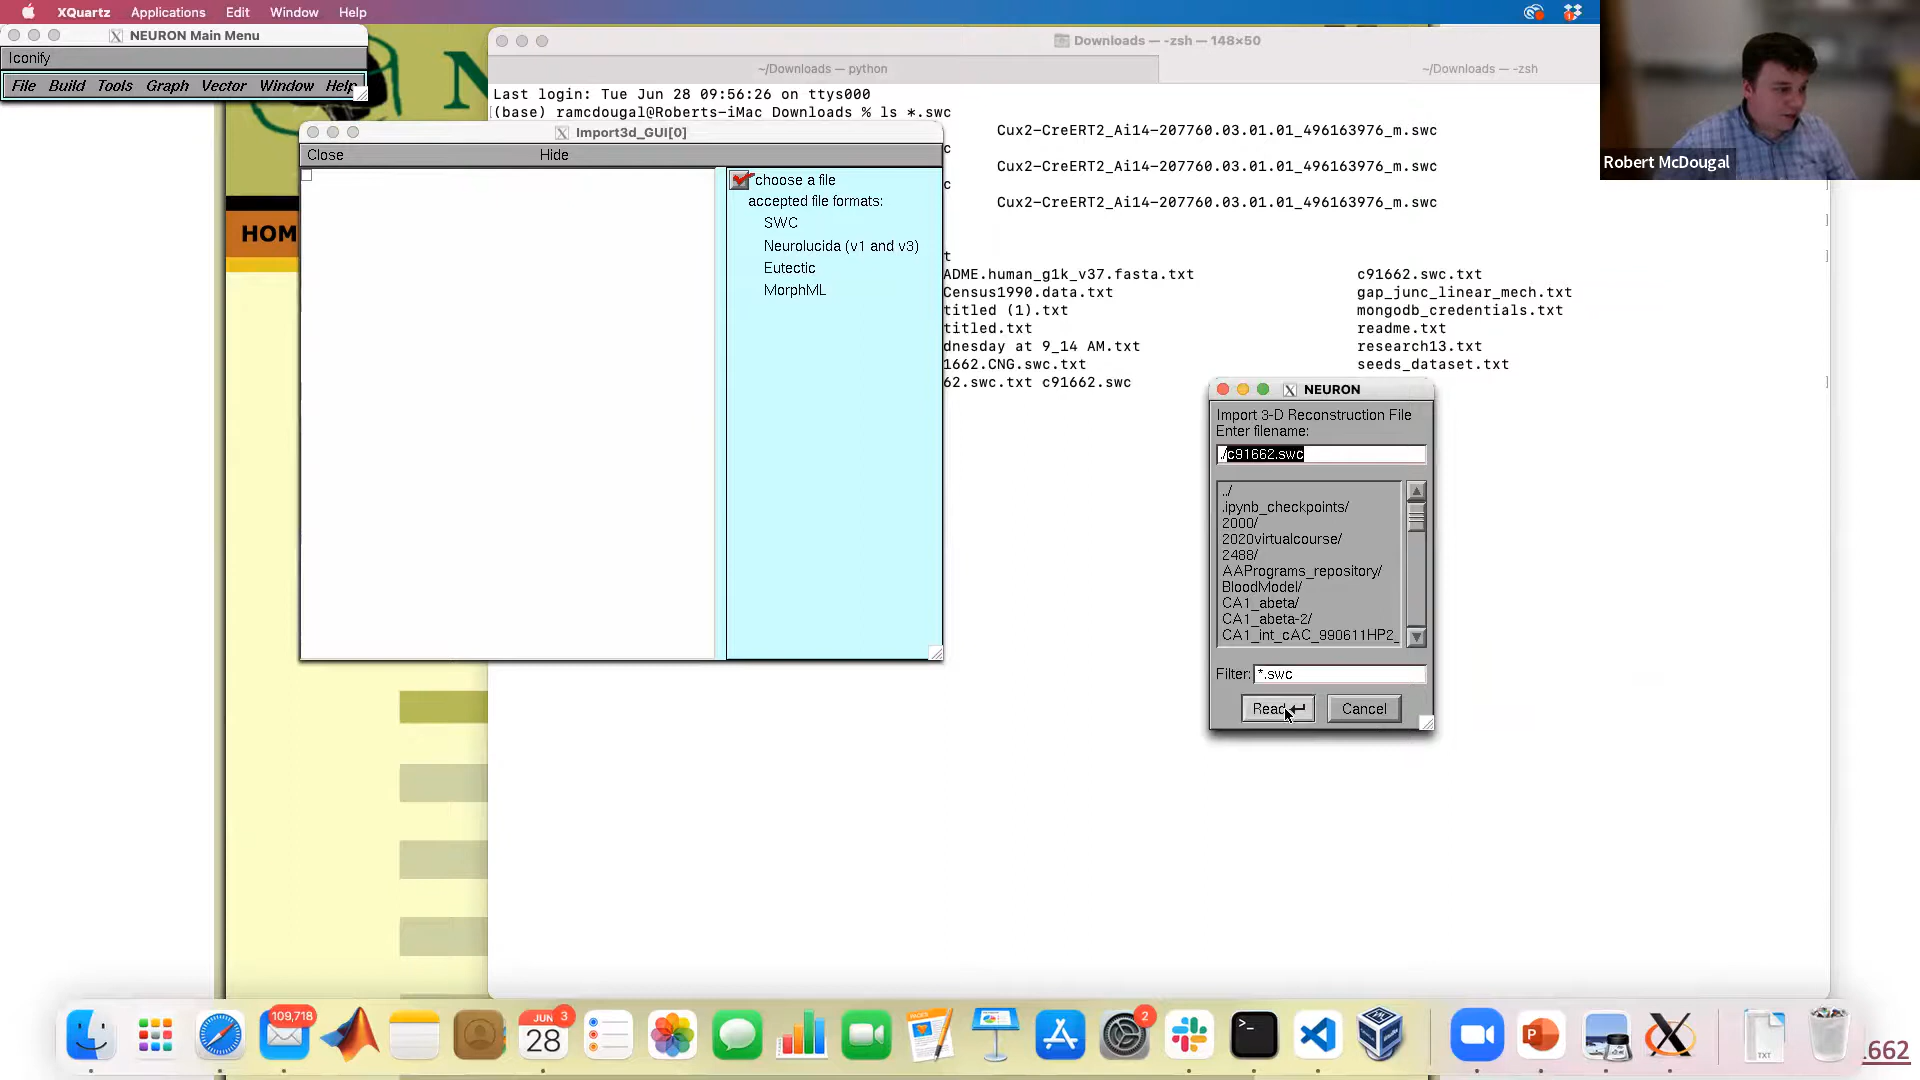 XQuartz Applications Edit Window Help
NEURON Main Menu
Iconify
File Build Tools Graph Vector Window Help
N
HOM
Downloads — -zsh — 148×50
~/Downloads — python
~/Downloads — -zsh
Last login: Tue Jun 28 09:56:26 on ttys000
(base) ramcdougal@Roberts-iMac Downloads % ls *.swc
c Cux2-CreERT2_Ai14-207760.03.01.01_496163976_m.swc
c Cux2-CreERT2_Ai14-207760.03.01.01_496163976_m.swc
Cux2-CreERT2_Ai14-207760.03.01.01_496163976_m.swc
t
ADME.human_g1k_v37.fasta.txt c91662.swc.txt
Census1990.data.txt gap_junc_linear_mech.txt
titled (1).txt mongodb_credentials.txt
titled.txt readme.txt
dnesday at 9_14 AM.txt research13.txt
1662.CNG.swc.txt seeds_dataset.txt
62.swc.txt c91662.swc
Import3d_GUI[0]
Close Hide
choose a file
accepted file formats:
SWC
Neurolucida (v1 and v3)
Eutectic
MorphML
NEURON
Import 3-D Reconstruction File
Enter filename:
./c91662.swc
../
.ipynb_checkpoints/
2000/
2020virtualcourse/
2488/
AAPrograms_repository/
BloodModel/
CA1_abeta/
CA1_abeta-2/
CA1_int_cAC_990611HP2_
Filter: *.swc
Read Cancel
Robert McDougal
109,718
JUN 3
28
2
TXT
662